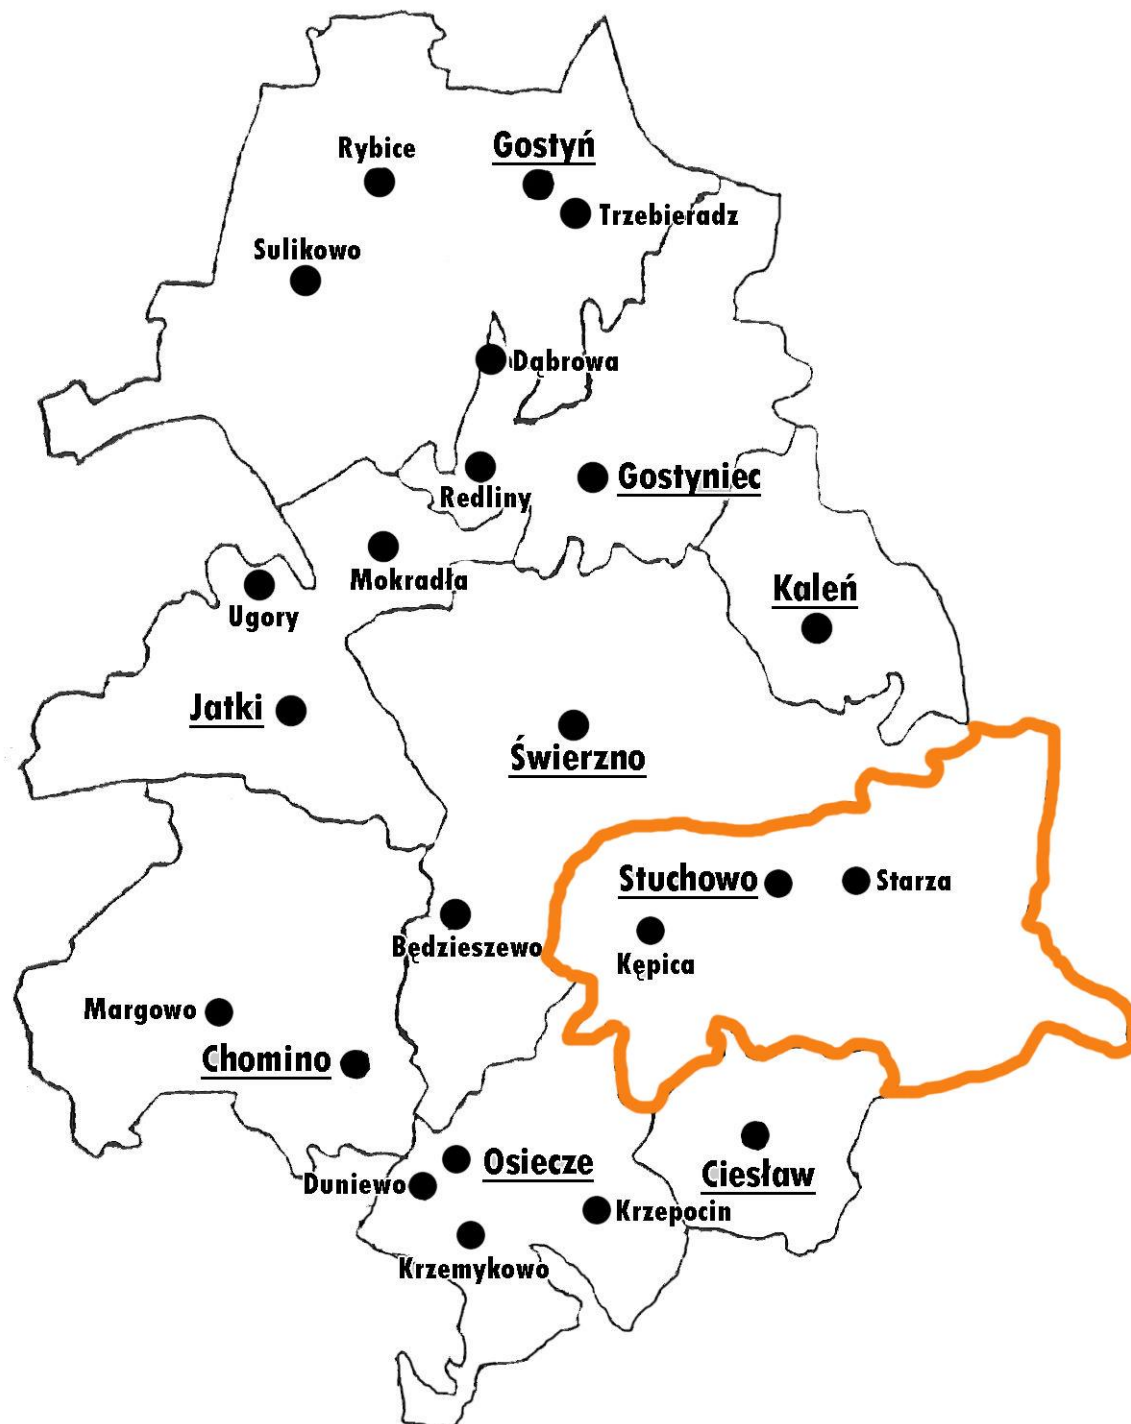 Rybice
Gostyń
Trzebieradz
Sulikowo
Dąbrowa
Redliny
Gostyniec
Mokradła
Ugory
Kaleń
Jatki
Świerzno
Stuchowo
Starza
Kępica
Będzieszewo
Margowo
Chomino
Osiecze
Duniewo
Ciesław
Krzepocin
Krzemykowo